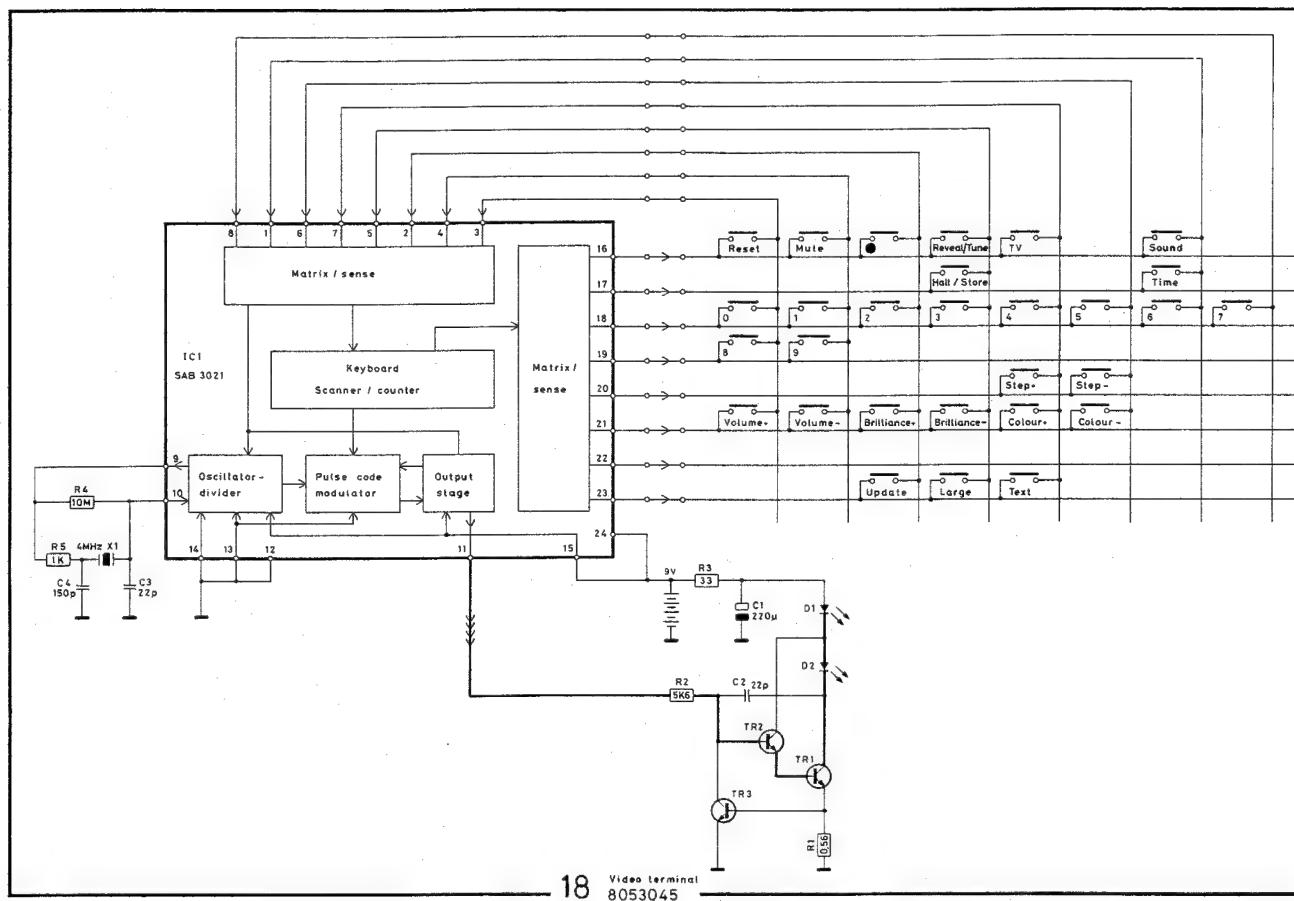 8 1 6 7 5 2 4 3
Matrix / sense
16
Reset Mute Reveal/Tune TV Sound
17
Halt / Store Time
18
0 1 2 3 4 5 6 7
19
8 9
20
Step+ Step-
21
Volume+ Volume- Brilliance+ Brilliance- Colour+ Colour-
22
23
Update Large Text
24
IC1
SAB 3021
Keyboard
Scanner / counter
Matrix/
sense
9
10
Oscillator-
divider
Pulse code
modulator
Output
stage
R4
10M
R5
1K
4MHz X1
C4
150p
C3
22p
14 13 12 11 15
9V
R3
33
C1
220µ
D1
D2
R2
5K6
C2 22p
TR2
TR1
TR3
R1
0,56
18
Video terminal
8053045